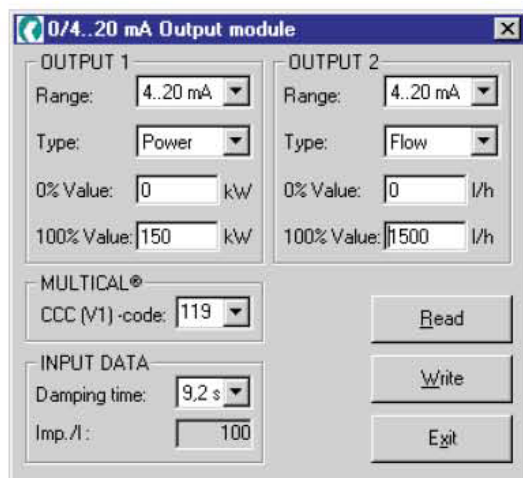 0/4..20 mA Output module
OUTPUT 1
Range: 4..20 mA
Type: Power
0% Value: 0 kW
100% Value: 150 kW
OUTPUT 2
Range: 4..20 mA
Type: Flow
0% Value: 0 l/h
100% Value: 1500 l/h
MULTICAL®
CCC (V1) -code: 119
INPUT DATA
Damping time: 9,2 s
Imp./l : 100
Read
Write
Exit